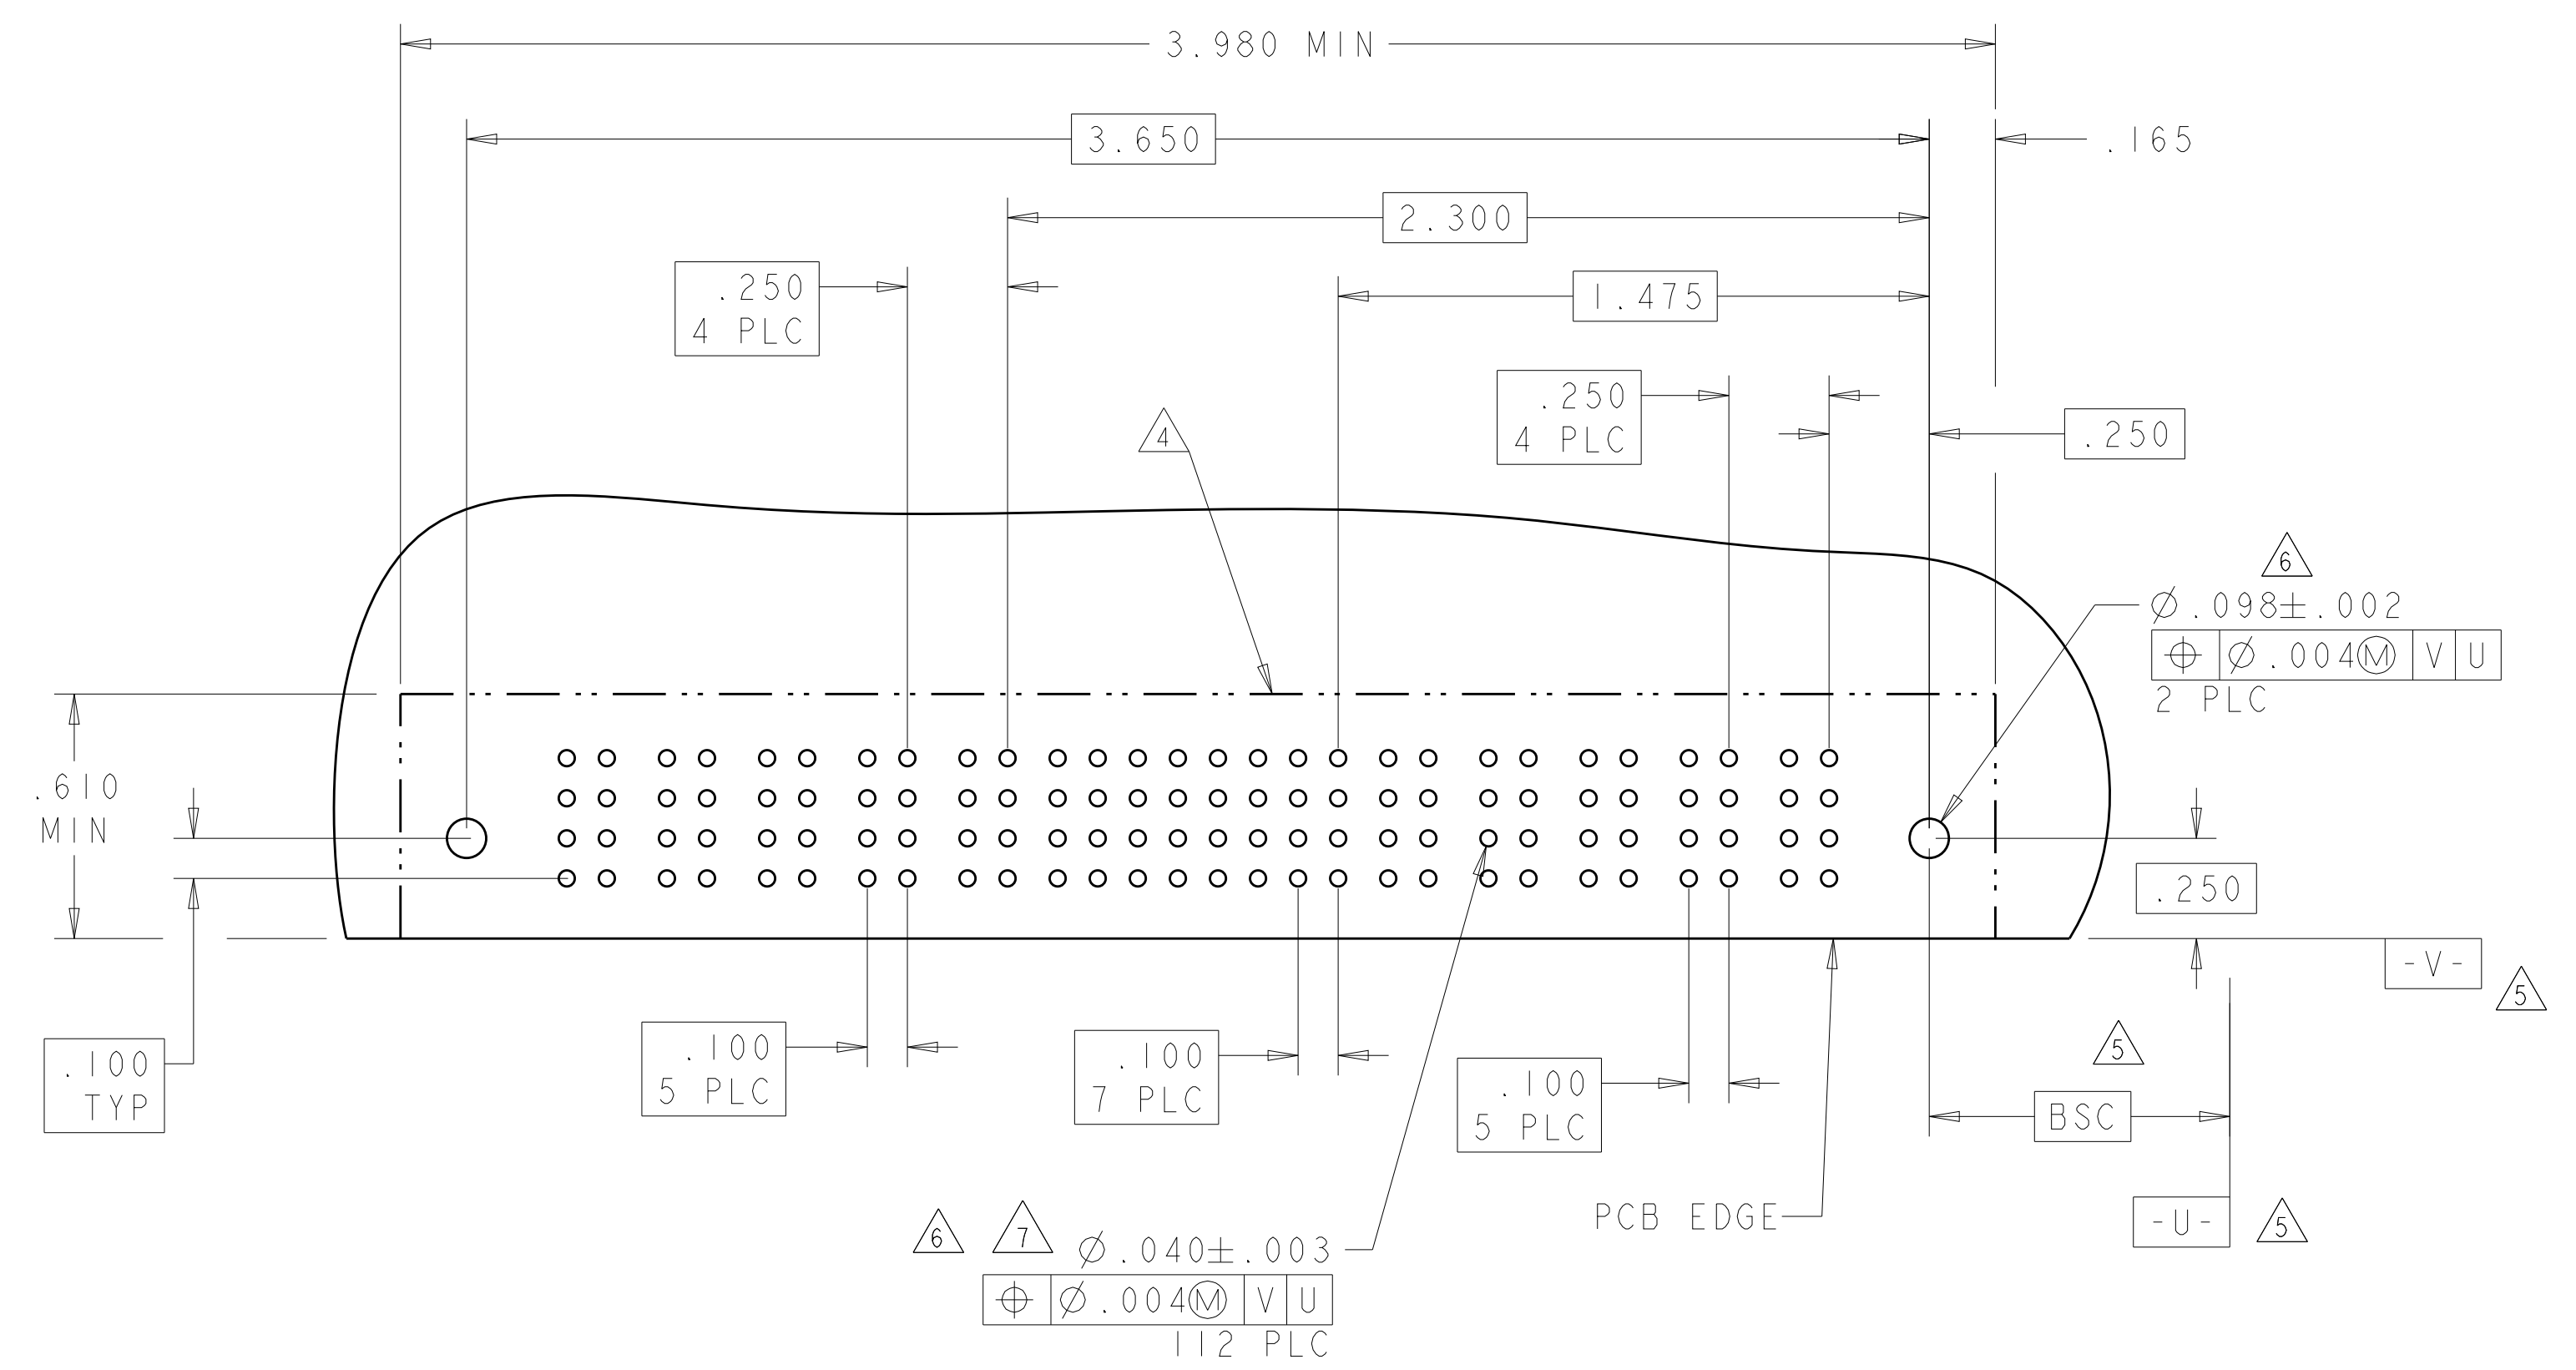 3.980 MIN
3.650
.165
2.300
.250
4 PLC
1.475
.250
4 PLC
.250
4
6
Ø.098±.002
⌖ Ø.004Ⓜ V U
2 PLC
.610
MIN
.250
-V-
5
.100
TYP
.100
5 PLC
.100
7 PLC
.100
5 PLC
5
BSC
PCB EDGE
-U-
5
6
7
Ø.040±.003
⌖ Ø.004Ⓜ V U
112 PLC